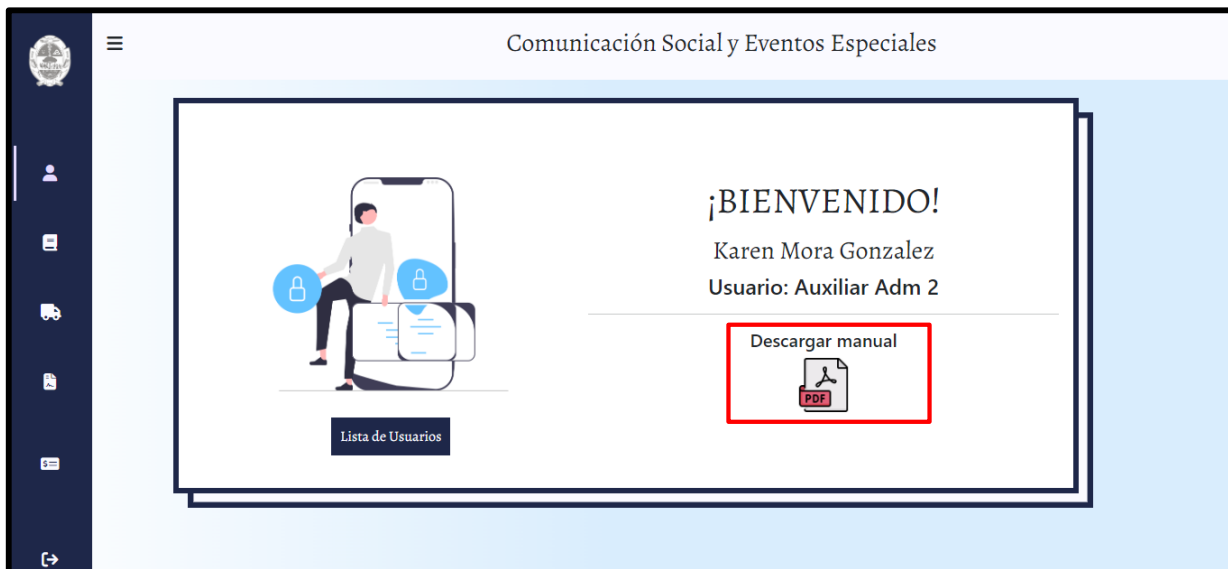 Comunicación Social y Eventos Especiales
¡BIENVENIDO!
Karen Mora Gonzalez
Usuario: Auxiliar Adm 2
Descargar manual
PDF
Lista de Usuarios